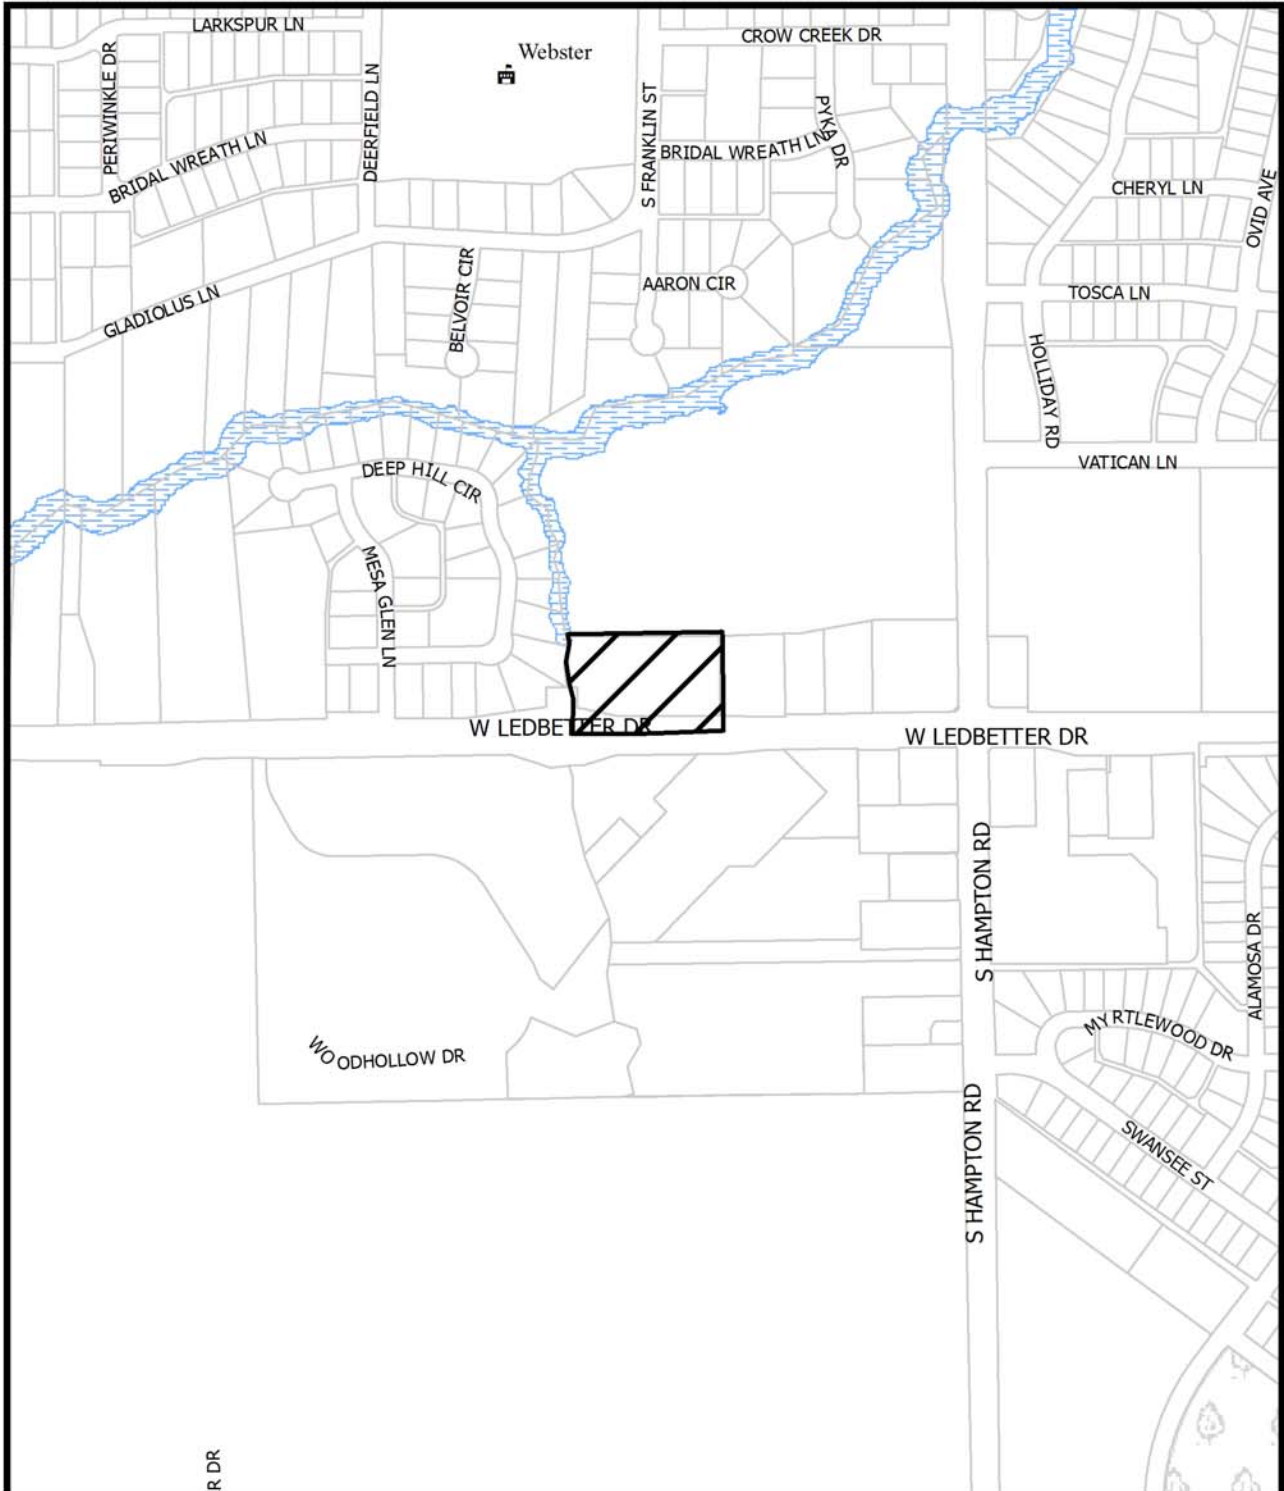 LARKSPUR LN
Webster
CROW CREEK DR
PERIWINKLE DR
DEERFIELD LN
S FRANKLIN ST
PYKA DR
BRIDAL WREATH LN
BRIDAL WREATH LN
CHERYL LN
OVID AVE
BELVOIR CIR
AARON CIR
GLADIOLUS LN
TOSCA LN
HOLLIDAY RD
DEEP HILL CIR
VATICAN LN
MESA GLEN LN
W LEDBETTER DR
W LEDBETTER DR
S HAMPTON RD
ALAMOSA DR
MYRTLEWOOD DR
WOODHOLLOW DR
S HAMPTON RD
SWANSEE ST
R DR